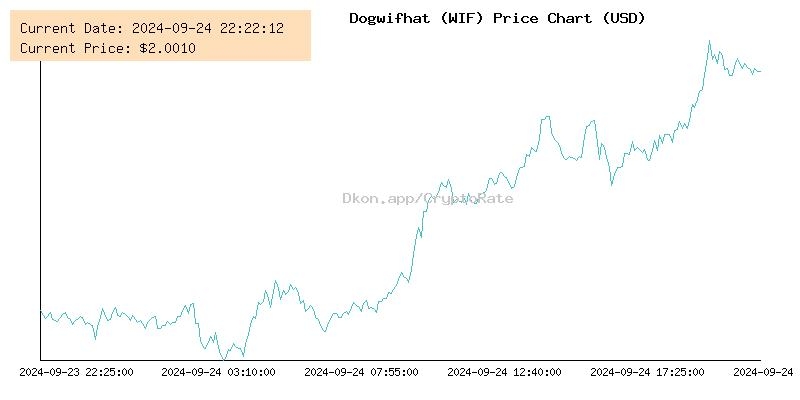 Dogwifhat (WIF) Price Chart (USD)
Current Date: 2024-09-24 22:22:12
Current Price: $2.0010
Dkon.app/CryptoRate
2024-09-23 22:25:00 2024-09-24 03:10:00 2024-09-24 07:55:00 2024-09-24 12:40:00 2024-09-24 17:25:00 2024-09-24